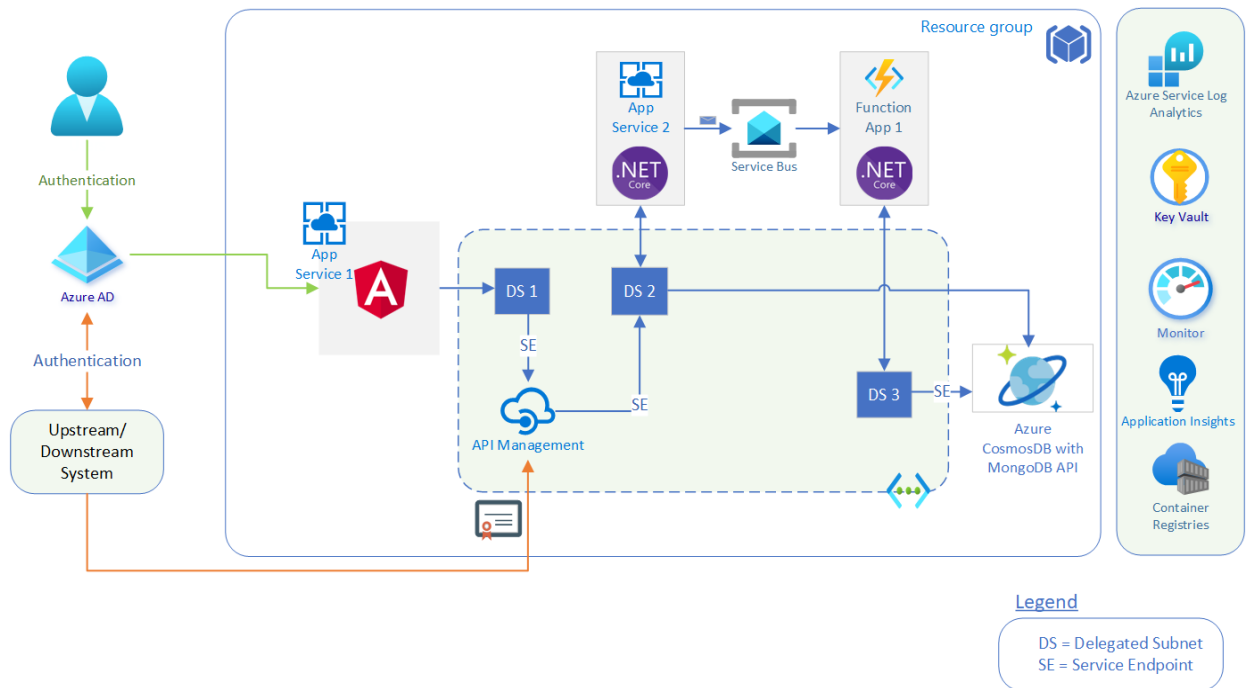 Resource group
Authentication
Azure AD
Authentication
Upstream/
Downstream
System
App
Service 1
A
App
Service 2
.NET
Core
Service Bus
Function
App 1
.NET
Core
DS 1
SE
API Management
DS 2
SE
DS 3
SE
Azure
CosmosDB with
MongoDB API
Azure Service Log
Analytics
Key Vault
Monitor
Application Insights
Container
Registries
Legend
DS = Delegated Subnet
SE = Service Endpoint